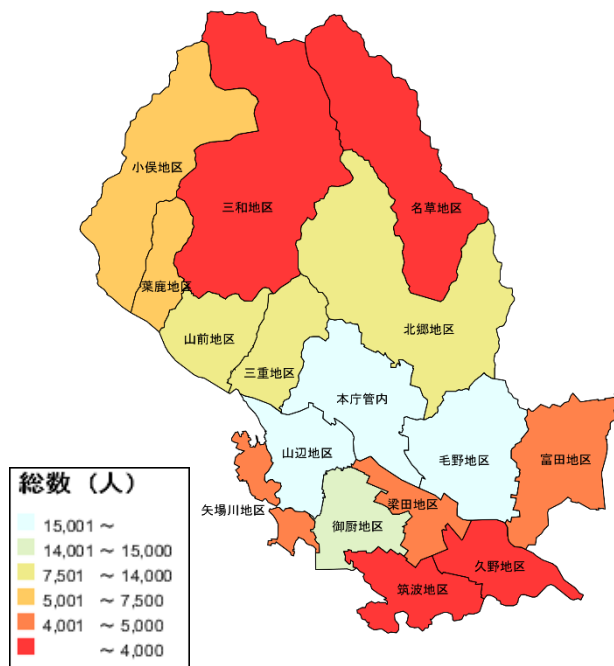 小俣地区
三和地区
名草地区
葉鹿地区
山前地区
三重地区
北郷地区
本庁管内
山辺地区
毛野地区
富田地区
矢場川地区
梁田地区
御厨地区
久野地区
筑波地区
総数（人）
15,001 ～
14,001 ～ 15,000
7,501 ～ 14,000
5,001 ～ 7,500
4,001 ～ 5,000
～ 4,000